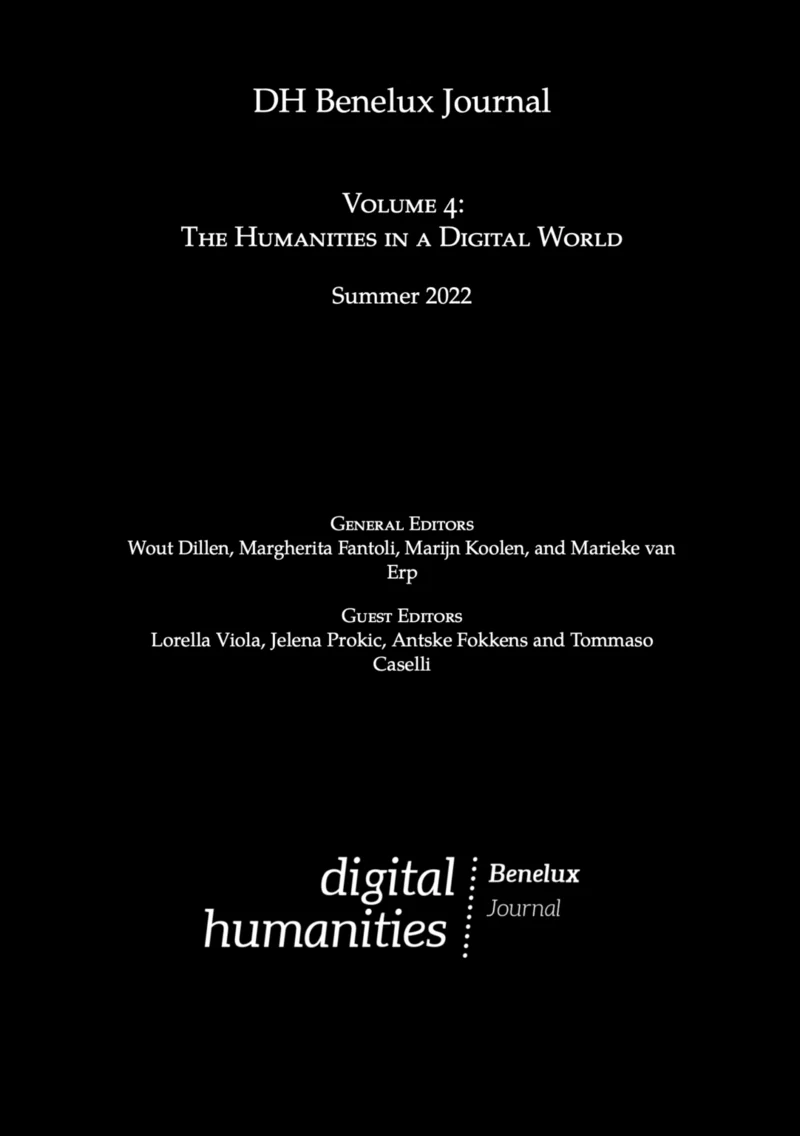 DH Benelux Journal
Volume 4:
The Humanities in a Digital World
Summer 2022
General Editors
Wout Dillen, Margherita Fantoli, Marijn Koolen, and Marieke van
Erp
Guest Editors
Lorella Viola, Jelena Prokic, Antske Fokkens and Tommaso
Caselli
digital
humanities
Benelux
Journal